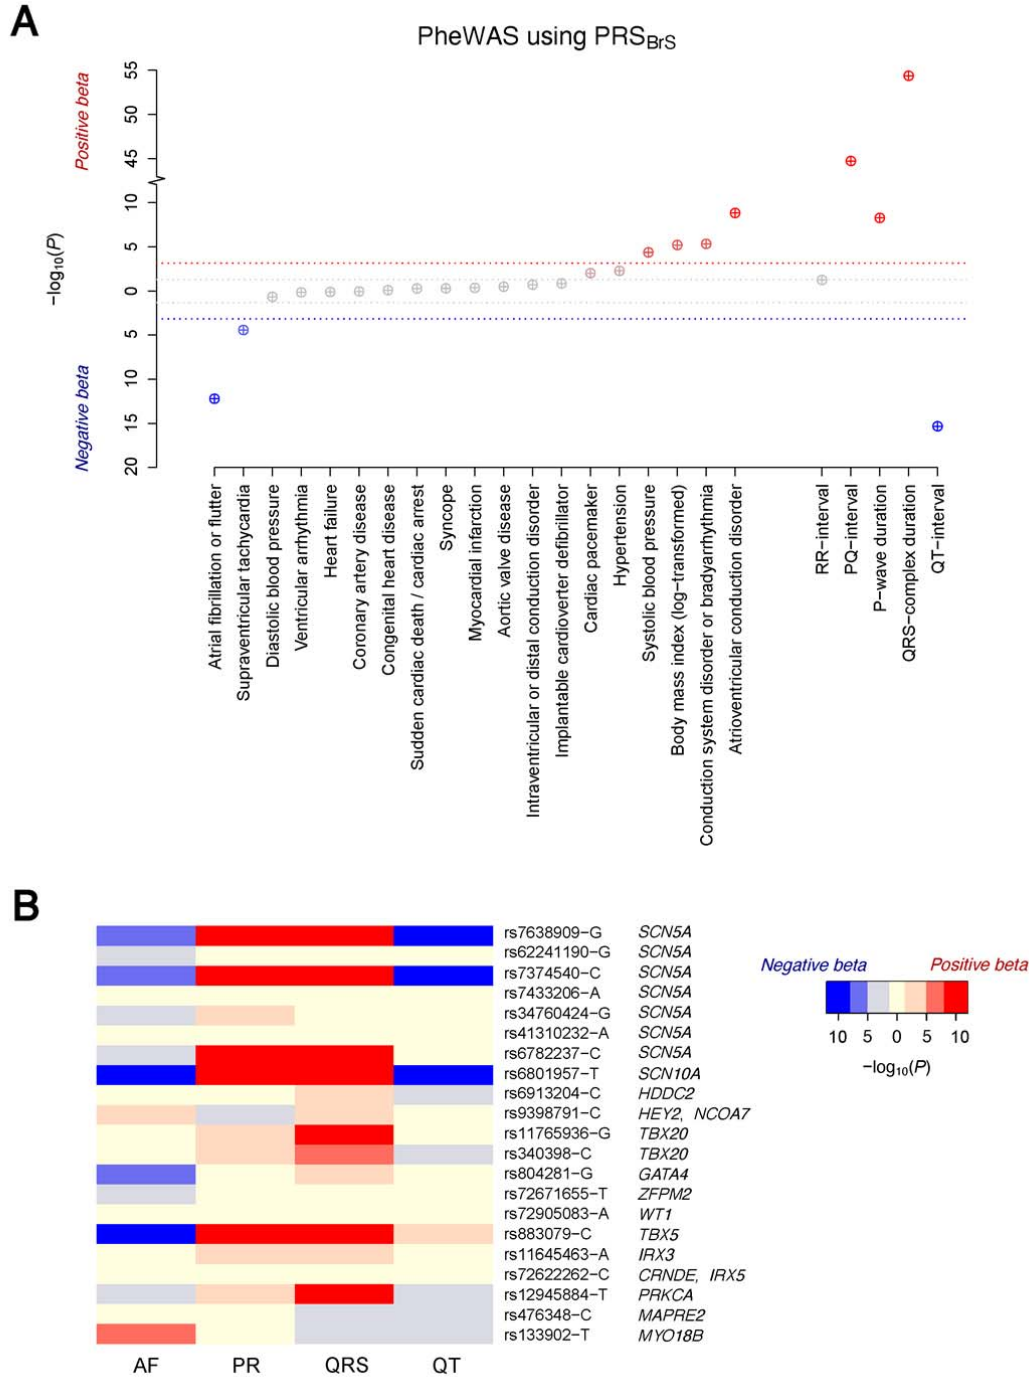 A
PheWAS using PRSBrS
Positive beta
Negative beta
−log10(P)
55
50
45
10
5
0
5
10
15
20
Atrial fibrillation or flutter
Supraventricular tachycardia
Diastolic blood pressure
Ventricular arrhythmia
Heart failure
Coronary artery disease
Congenital heart disease
Sudden cardiac death / cardiac arrest
Syncope
Myocardial infarction
Aortic valve disease
Intraventricular or distal conduction disorder
Implantable cardioverter defibrillator
Cardiac pacemaker
Hypertension
Systolic blood pressure
Body mass index (log−transformed)
Conduction system disorder or bradyarrhythmia
Atrioventricular conduction disorder
RR−interval
PQ−interval
P−wave duration
QRS−complex duration
QT−interval
B
rs7638909−G SCN5A
rs62241190−G SCN5A
rs7374540−C SCN5A
rs7433206−A SCN5A
rs34760424−G SCN5A
rs41310232−A SCN5A
rs6782237−C SCN5A
rs6801957−T SCN10A
rs6913204−C HDDC2
rs9398791−C HEY2, NCOA7
rs11765936−G TBX20
rs340398−C TBX20
rs804281−G GATA4
rs72671655−T ZFPM2
rs72905083−A WT1
rs883079−C TBX5
rs11645463−A IRX3
rs72622262−C CRNDE, IRX5
rs12945884−T PRKCA
rs476348−C MAPRE2
rs133902−T MYO18B
AF PR QRS QT
Negative beta Positive beta
10 5 0 5 10
−log10(P)